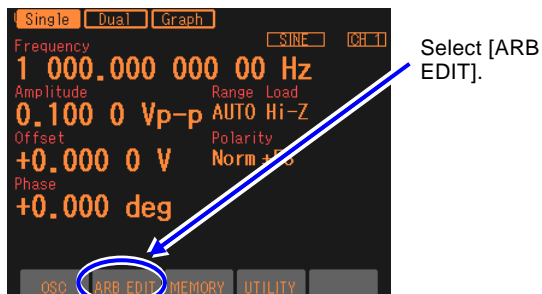 Single Dual Graph
Frequency SINE CH 1
1 000.000 000 00 Hz
Amplitude Range Load
0.100 0 Vp-p AUTO Hi-Z
Offset Polarity
+0.000 0 V Norm
Phase
+0.000 deg
OSC ARB EDIT MEMORY UTILITY
Select [ARB
EDIT].